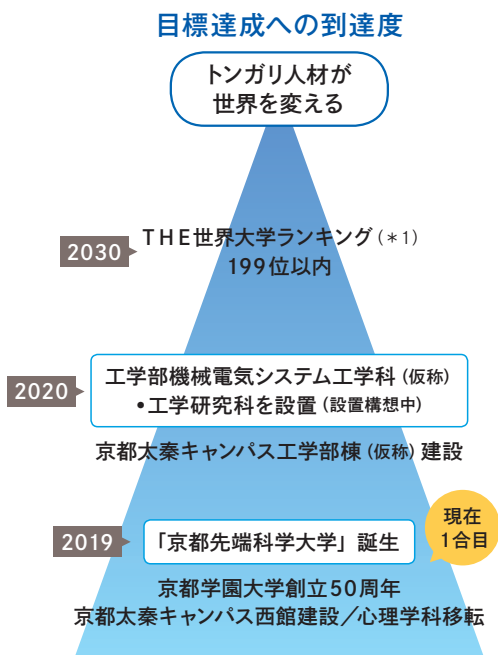 目標達成への到達度
トンガリ人材が
世界を変える
2030
THE世界大学ランキング(*1)
199位以内
2020
工学部機械電気システム工学科(仮称)
・工学研究科を設置(設置構想中)
京都太秦キャンパス工学部棟(仮称)建設
現在
1合目
2019
「京都先端科学大学」誕生
京都学園大学創立50周年
京都太秦キャンパス西館建設/心理学科移転